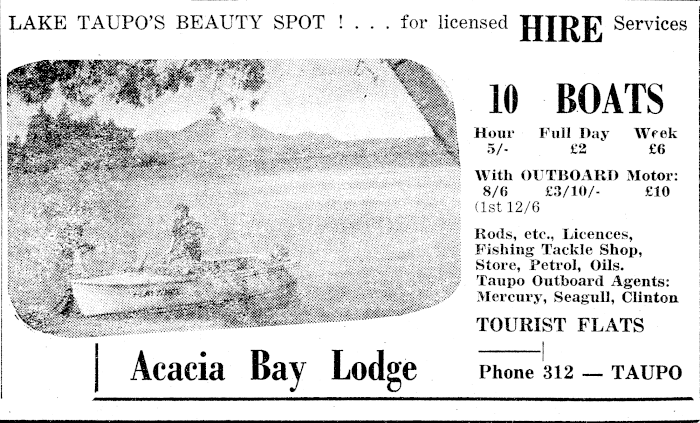 LAKE TAUPO'S BEAUTY SPOT ! . . . for licensed HIRE Services
10 BOATS
Hour Full Day Week
5/- £2 £6
With OUTBOARD Motor:
8/6 £3/10/- £10
(1st 12/6
Rods, etc., Licences,
Fishing Tackle Shop,
Store, Petrol, Oils.
Taupo Outboard Agents:
Mercury, Seagull, Clinton
TOURIST FLATS
Acacia Bay Lodge
Phone 312 — TAUPO